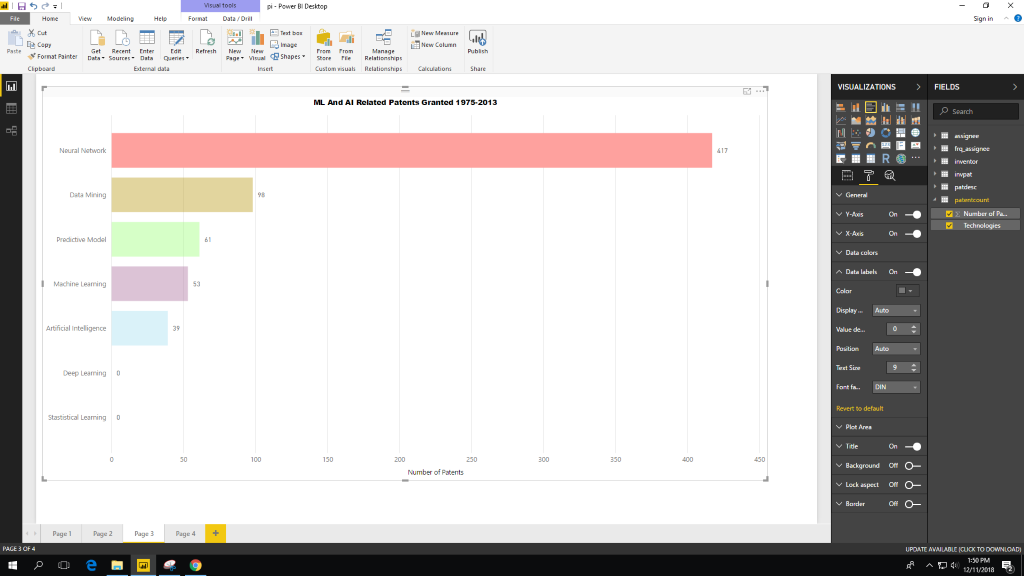 Visual tools
pi - Power BI Desktop
File Home View Modeling Help Format Data / Drill
Sign in
Paste
Cut
Copy
Format Painter
Get Data
Recent Sources
Enter Data
Edit Queries
Refresh
New Page
New Visual
Text box
Image
Shapes
From Store
From File
Manage Relationships
New Measure
New Column
Publish
Clipboard External data Insert Custom visuals Relationships Calculations Share
ML And AI Related Patents Granted 1975-2013
Neural Network 417
Data Mining 98
Predictive Model 61
Machine Learning 53
Artificial Intelligence 39
Deep Learning 0
Stastistical Learning 0
0 50 100 150 200 250 300 350 400 450
Number of Patents
VISUALIZATIONS
R
General
Y-Axis On
X-Axis On
Data colors
Data labels On
Color
Display ... Auto
Value de... 0
Position Auto
Text Size 9
Font fa... DIN
Revert to default
Plot Area
Title On
Background Off
Lock aspect Off
Border Off
FIELDS
Search
assignee
frq_assignee
inventor
invpat
patdesc
patentcount
Σ Number of Pa...
Technologies
Page 1 Page 2 Page 3 Page 4 +
PAGE 3 OF 4
UPDATE AVAILABLE (CLICK TO DOWNLOAD)
1:50 PM
12/11/2018
2